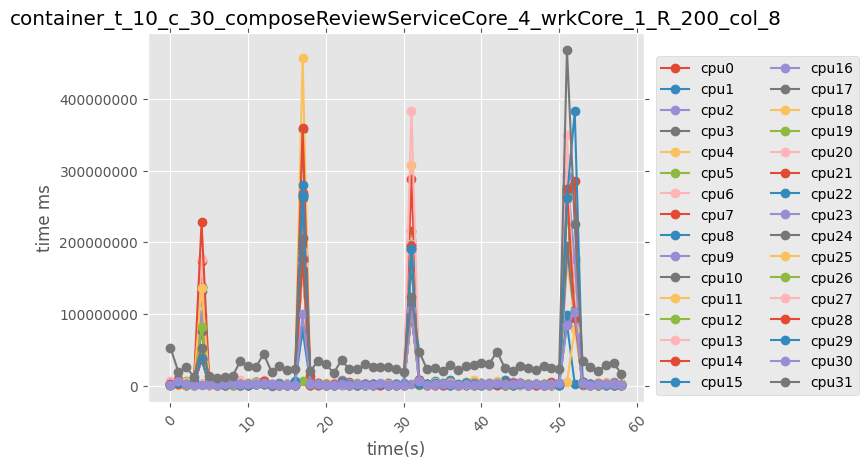 container_t_10_c_30_composeReviewServiceCore_4_wrkCore_1_R_200_col_8
time ms
400000000
300000000
200000000
100000000
0
0
10
20
30
40
50
60
time(s)
cpu0
cpu1
cpu2
cpu3
cpu4
cpu5
cpu6
cpu7
cpu8
cpu9
cpu10
cpu11
cpu12
cpu13
cpu14
cpu15
cpu16
cpu17
cpu18
cpu19
cpu20
cpu21
cpu22
cpu23
cpu24
cpu25
cpu26
cpu27
cpu28
cpu29
cpu30
cpu31